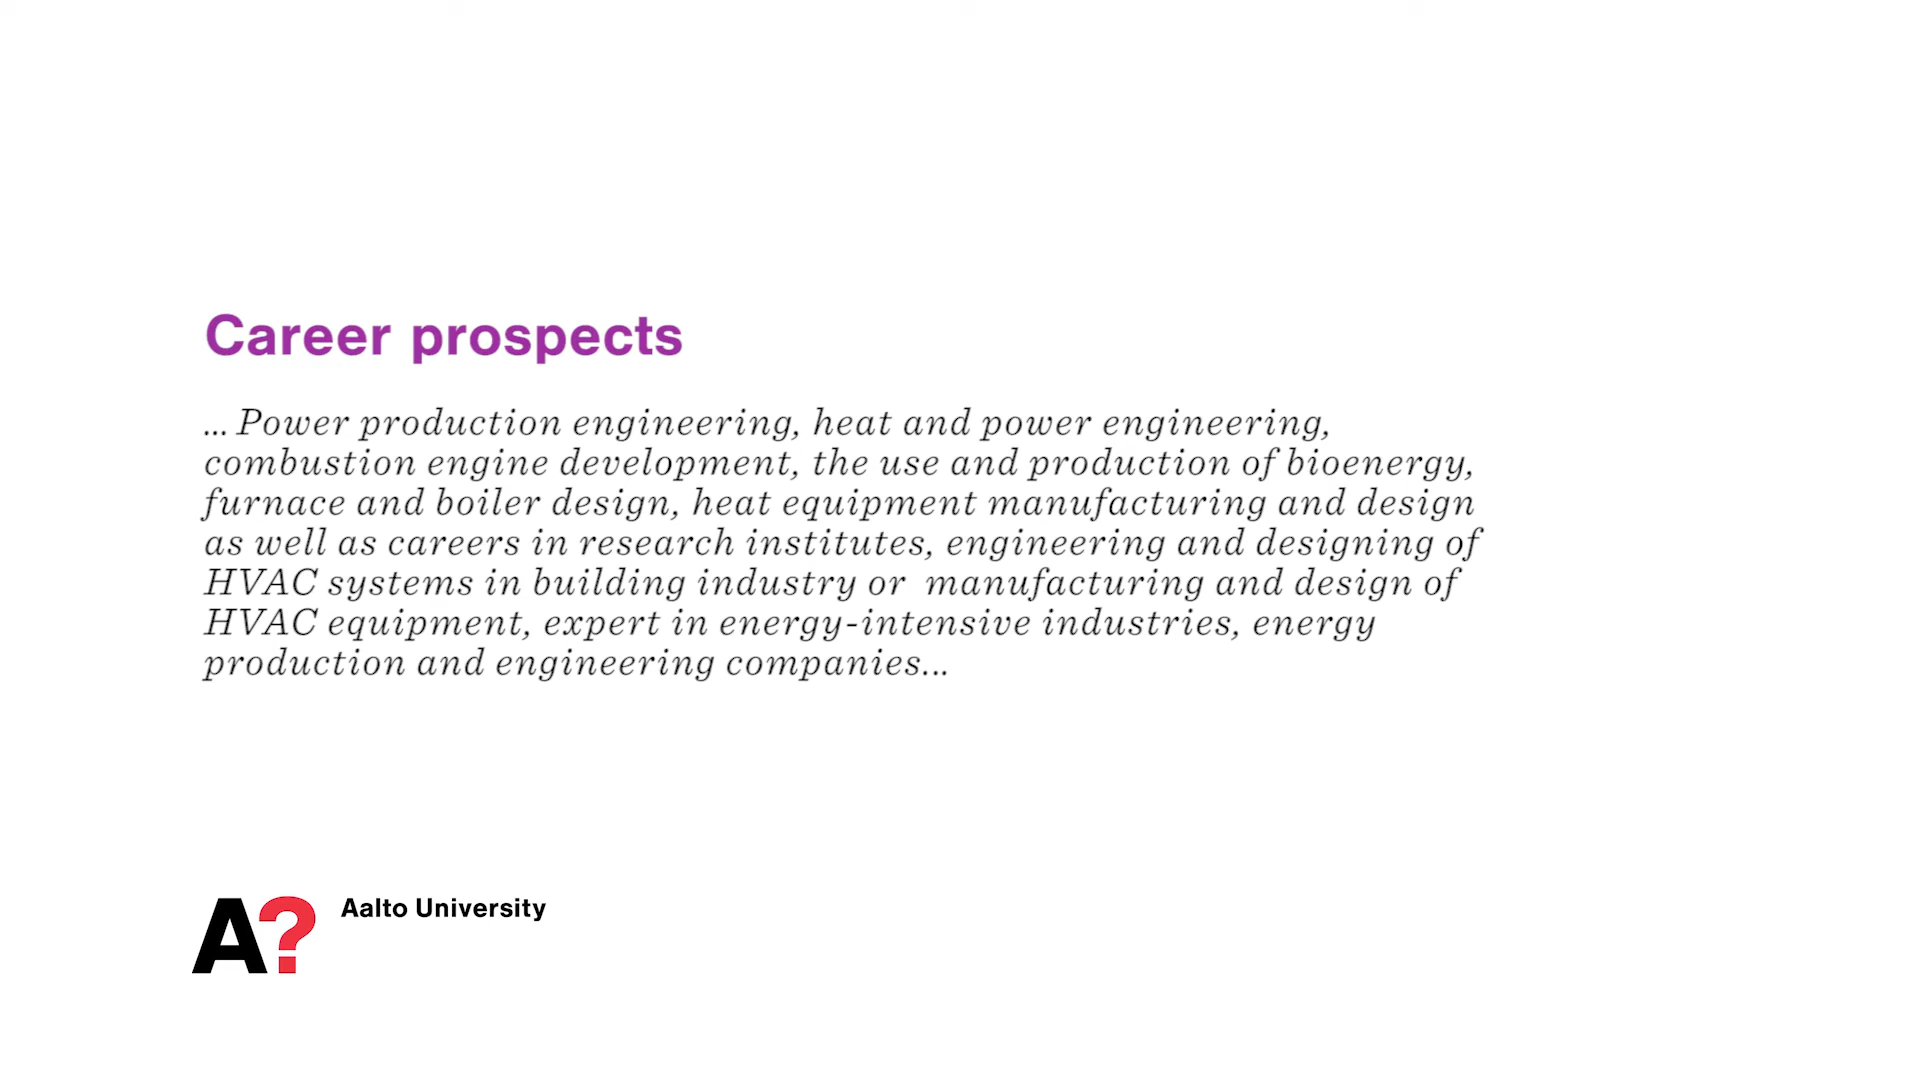 Career prospects
... Power production engineering, heat and power engineering,
combustion engine development, the use and production of bioenergy,
furnace and boiler design, heat equipment manufacturing and design
as well as careers in research institutes, engineering and designing of
HVAC systems in building industry or  manufacturing and design of
HVAC equipment, expert in energy-intensive industries, energy
production and engineering companies...
A?
Aalto University